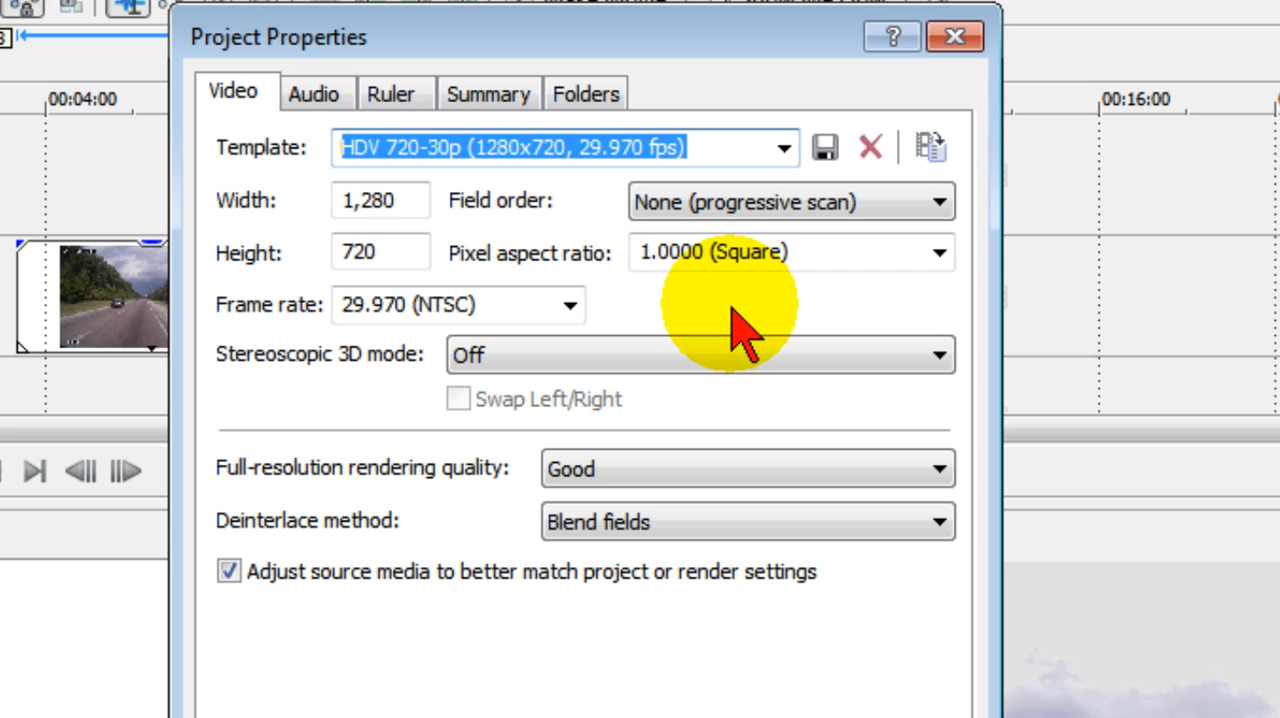 Project Properties
Video Audio Ruler Summary Folders
00:04:00
00:16:00
Template: HDV 720-30p (1280x720, 29.970 fps)
Width: 1,280 Field order: None (progressive scan)
Height: 720 Pixel aspect ratio: 1.0000 (Square)
Frame rate: 29.970 (NTSC)
Stereoscopic 3D mode: Off
Swap Left/Right
Full-resolution rendering quality: Good
Deinterlace method: Blend fields
Adjust source media to better match project or render settings